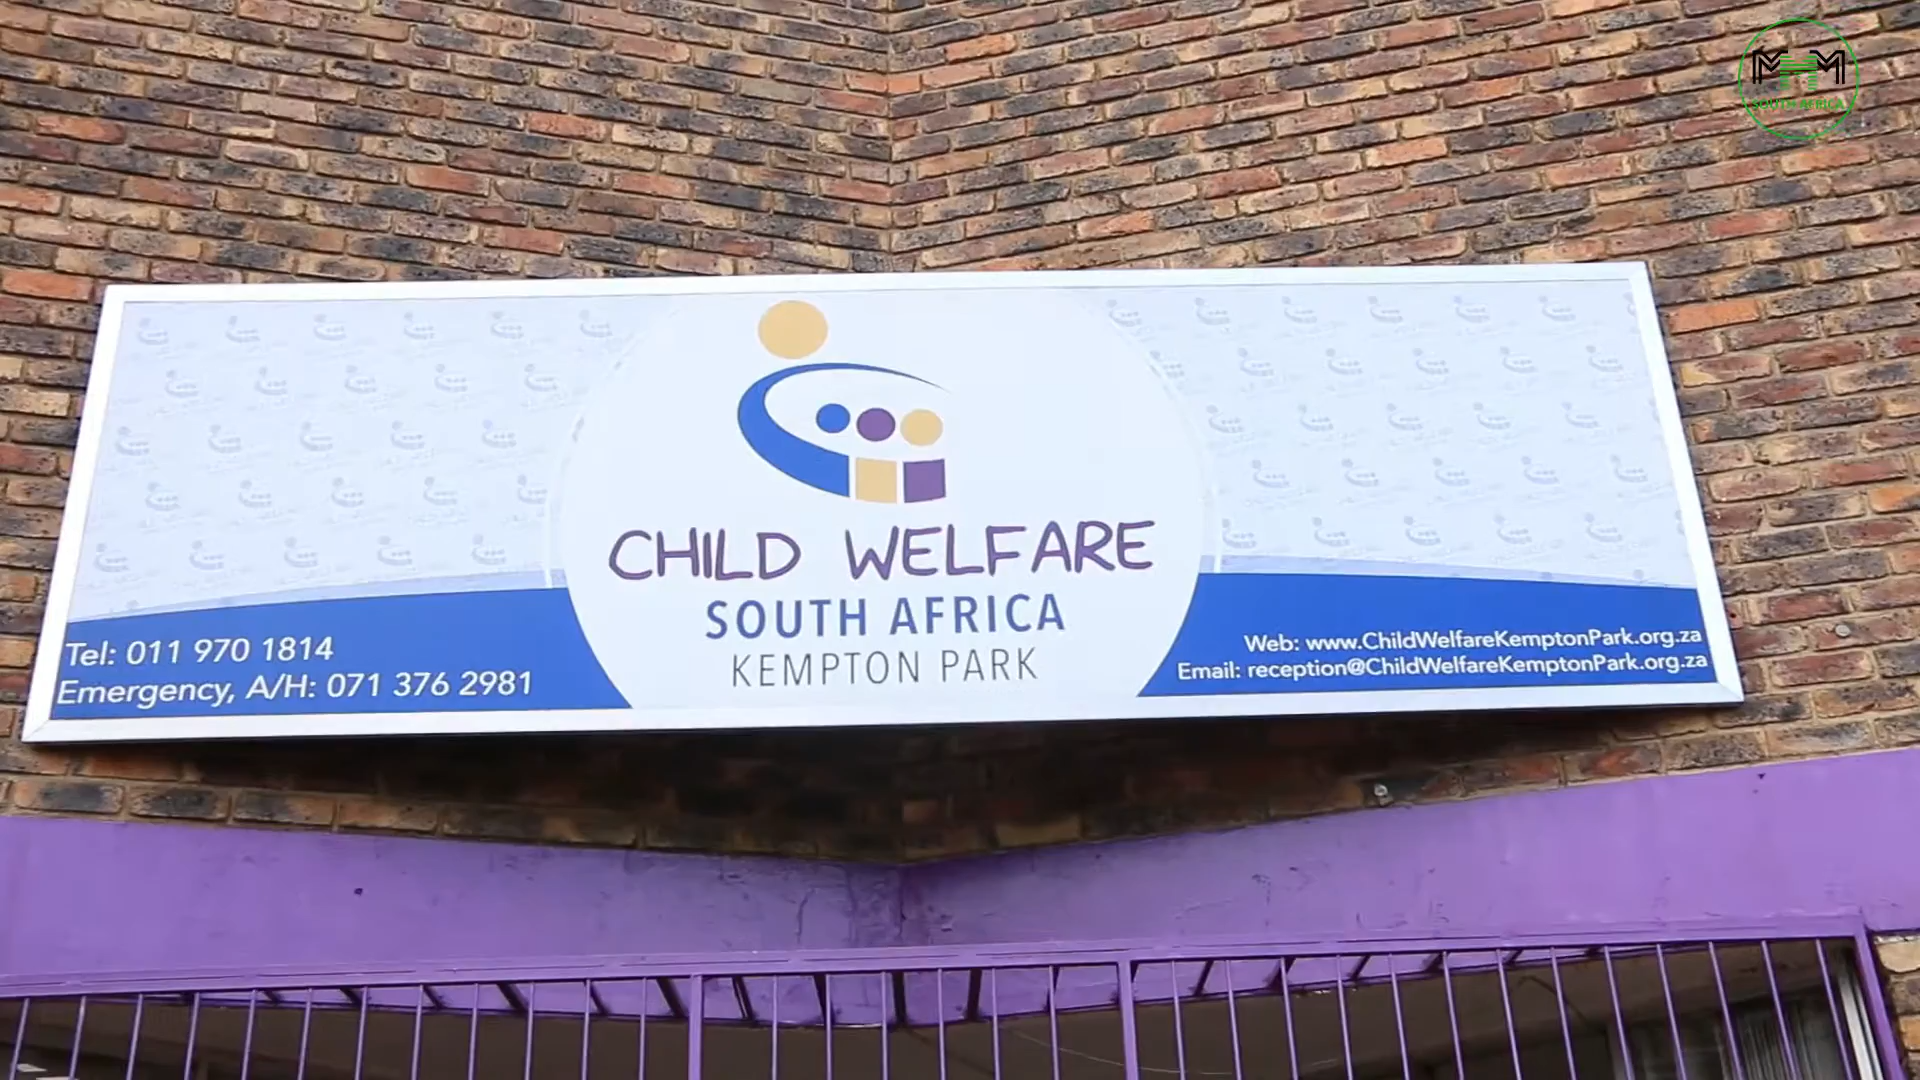 MMM
SOUTH AFRICA
CHILD WELFARE
SOUTH AFRICA
KEMPTON PARK
Tel: 011 970 1814
Emergency, A/H: 071 376 2981
Web: www.ChildWelfareKemptonPark.org.za
Email: reception@ChildWelfareKemptonPark.org.za